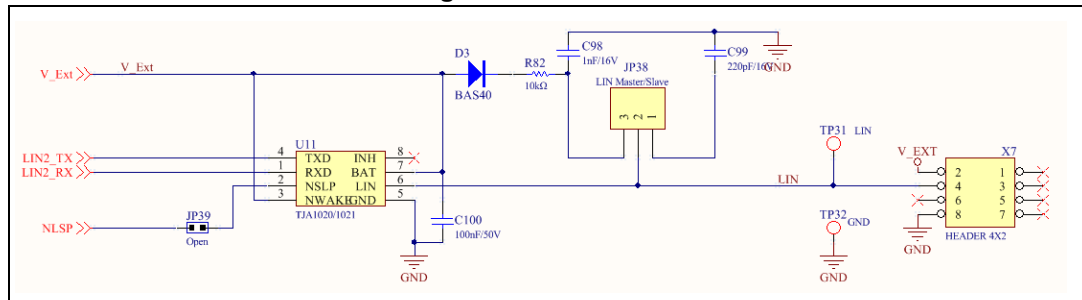 V_Ext
V_Ext
D3
BAS40
R82
10kΩ
C98
1nF/16V
JP38
LIN Master/Slave
3 2 1
C99
220pF/16V
GND
LIN2_TX
LIN2_RX
NLSP
JP39
Open
U11
4 TXD INH 8
1 RXD BAT 7
2 NSLP LIN 6
3 NWAKE GND 5
TJA1020/1021
C100
100nF/50V
GND
LIN
TP31 LIN
TP32 GND
GND
V_EXT
X7
2 1
4 3
6 5
8 7
HEADER 4X2
GND